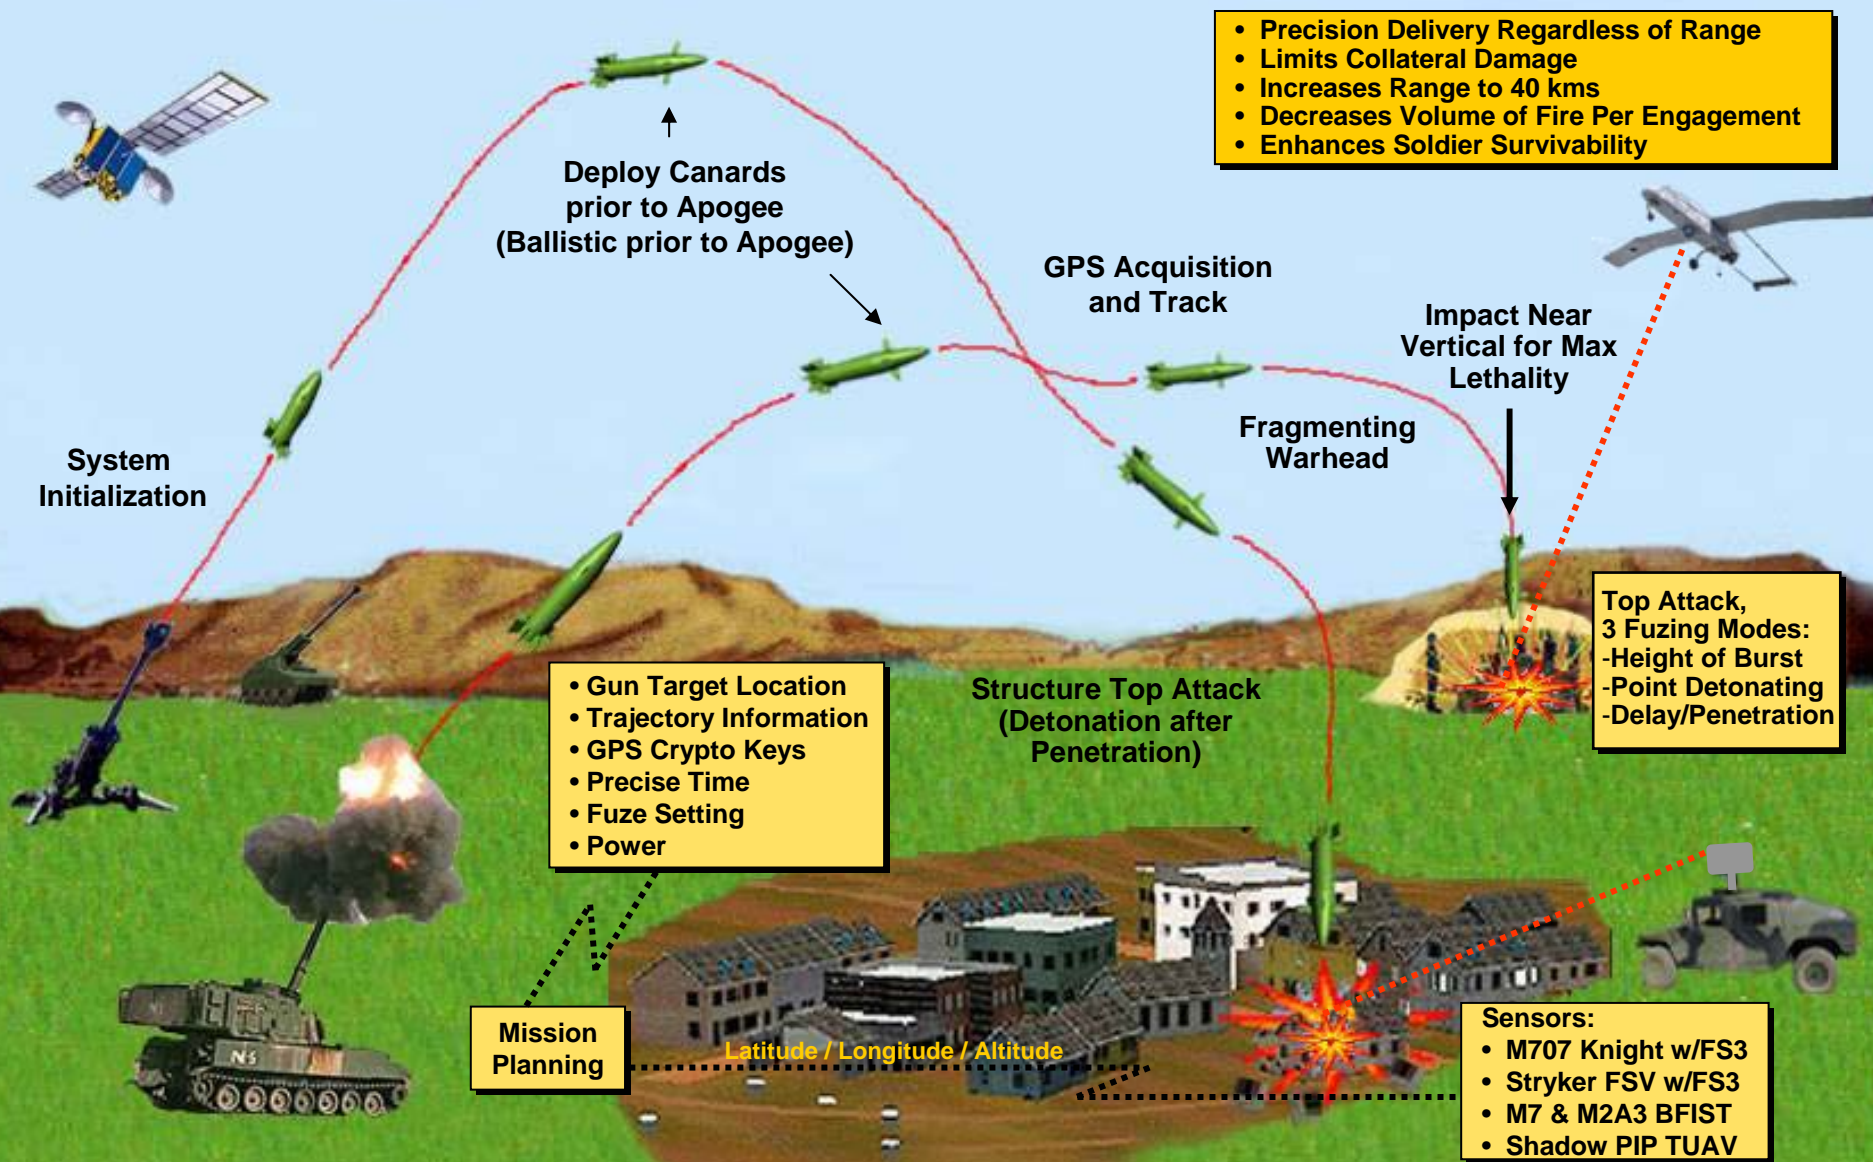 • Precision Delivery Regardless of Range
• Limits Collateral Damage
• Increases Range to 40 kms
• Decreases Volume of Fire Per Engagement
• Enhances Soldier Survivability
Deploy Canards
prior to Apogee
(Ballistic prior to Apogee)
GPS Acquisition
and Track
Impact Near
Vertical for Max
Lethality
Fragmenting
Warhead
System
Initialization
Top Attack,
3 Fuzing Modes:
-Height of Burst
-Point Detonating
-Delay/Penetration
• Gun Target Location
• Trajectory Information
• GPS Crypto Keys
• Precise Time
• Fuze Setting
• Power
Structure Top Attack
(Detonation after
Penetration)
Mission
Planning
Latitude / Longitude / Altitude
Sensors:
• M707 Knight w/FS3
• Stryker FSV w/FS3
• M7 & M2A3 BFIST
• Shadow PIP TUAV